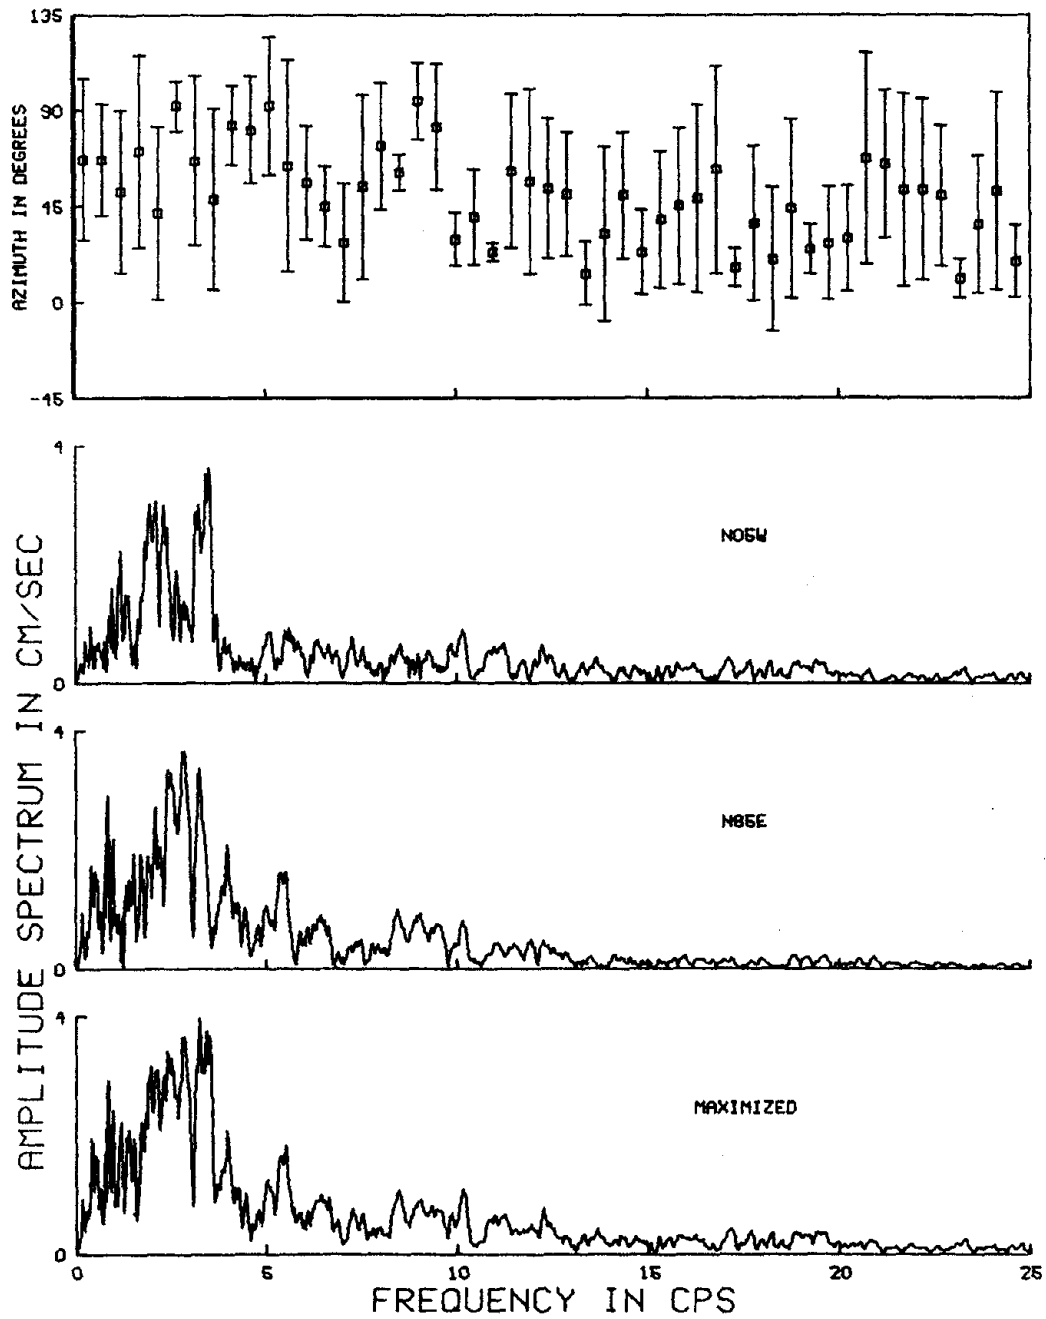 135
90
45
0
-45
AZIMUTH IN DEGREES
4
0
N05W
4
0
N85E
4
0
MAXIMIZED
AMPLITUDE SPECTRUM IN CM/SEC
0 5 10 15 20 25
FREQUENCY IN CPS